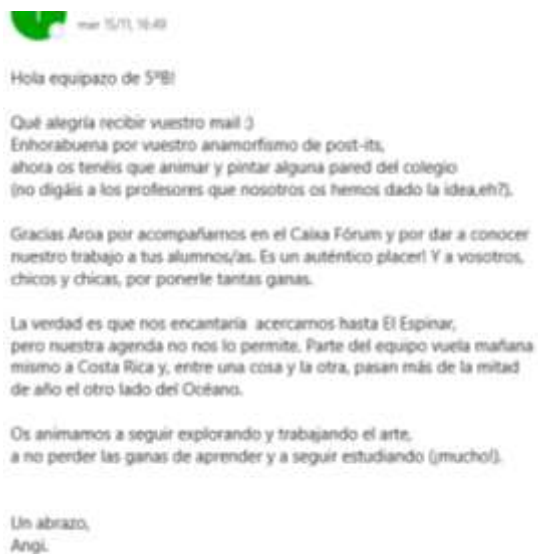 mar 15/11, 16:49
Hola equipazo de 5ºB!
Qué alegría recibir vuestro mail :)
Enhorabuena por vuestro anamorfismo de post-its,
ahora os tenéis que animar y pintar alguna pared del colegio
(no digáis a los profesores que nosotros os hemos dado la idea,eh?).
Gracias Aroa por acompañarnos en el Caixa Fórum y por dar a conocer
nuestro trabajo a tus alumnos/as. Es un auténtico placer! Y a vosotros,
chicos y chicas, por ponerle tantas ganas.
La verdad es que nos encantaría acercarnos hasta El Espinar,
pero nuestra agenda no nos lo permite. Parte del equipo vuela mañana
mismo a Costa Rica y, entre una cosa y la otra, pasan más de la mitad
de año el otro lado del Océano.
Os animamos a seguir explorando y trabajando el arte,
a no perder las ganas de aprender y a seguir estudiando (¡mucho!).
Un abrazo,
Angi.